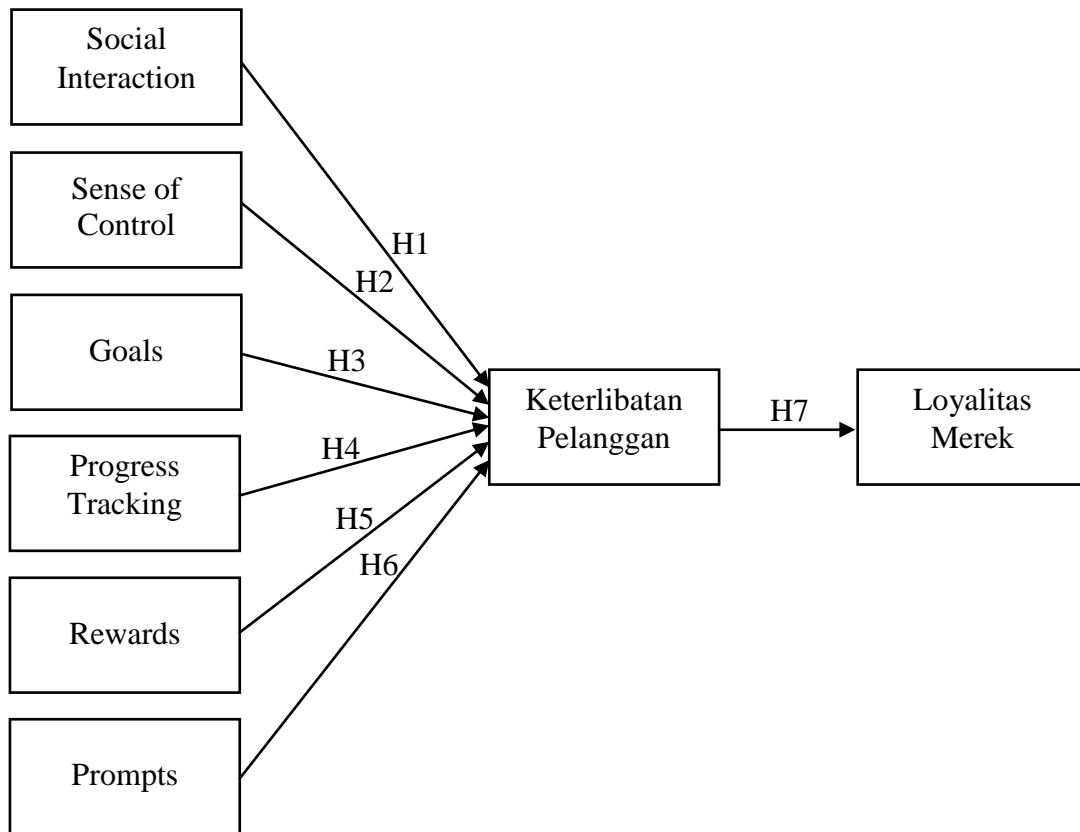 Social
Interaction
Sense of
Control
Goals
Progress
Tracking
Rewards
Prompts
H1
H2
H3
H4
H5
H6
Keterlibatan
Pelanggan
H7
Loyalitas
Merek